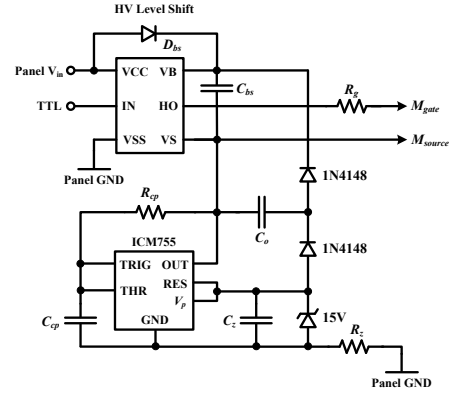 HV Level Shift
Dbs
Panel Vin
VCC
VB
Cbs
TTL
IN
HO
Rg
Mgate
VSS
VS
Msource
Panel GND
1N4148
Rcp
Co
ICM755
1N4148
TRIG
OUT
THR
RES
Vp
Ccp
GND
Cz
15V
Rz
Panel GND